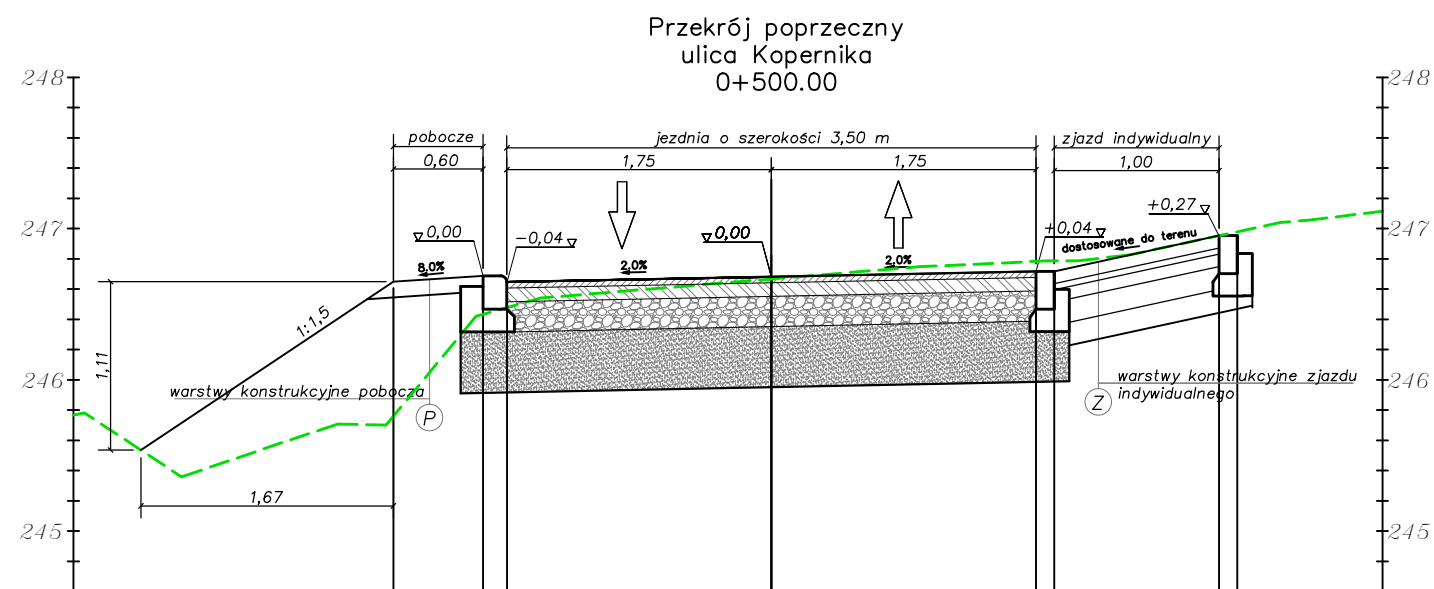 Przekrój poprzeczny
ulica Kopernika
0+500.00
248
248
pobocze
jezdnia o szerokości 3,50 m
zjazd indywidualny
0,60
1,75
1,75
1,00
+0,27
247
247
0,00
-0,04
0,00
+0,04
dostosowane do terenu
8.0%
2.0%
2.0%
1:1,5
1,11
246
246
warstwy konstrukcyjne pobocza
warstwy konstrukcyjne zjazdu
indywidualnego
P
Z
1,67
245
245